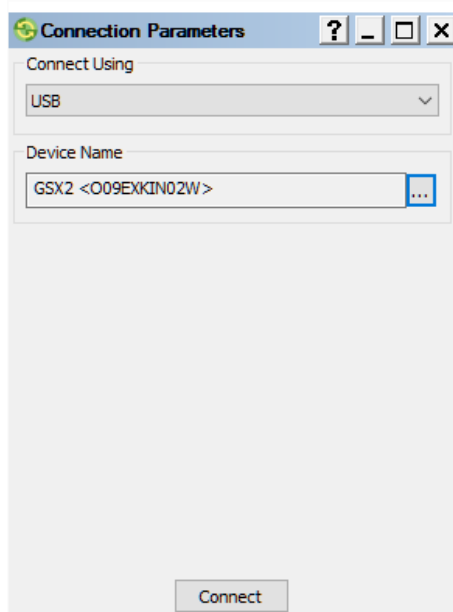 Connection Parameters
Connect Using
USB
Device Name
GSX2 <O09EXKIN02W>
...
Connect